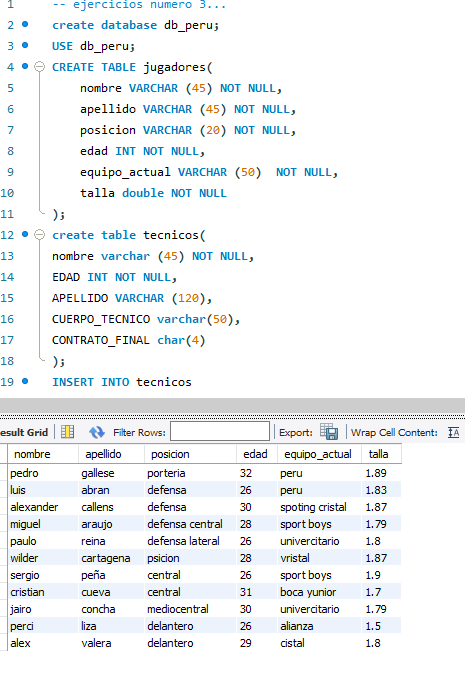 1 -- ejercicios numero 3...
2 create database db_peru;
3 USE db_peru;
4 CREATE TABLE jugadores(
5 nombre VARCHAR (45) NOT NULL,
6 apellido VARCHAR (45) NOT NULL,
7 posicion VARCHAR (20) NOT NULL,
8 edad INT NOT NULL,
9 equipo_actual VARCHAR (50)  NOT NULL,
10 talla double NOT NULL
11 );
12 create table tecnicos(
13 nombre varchar (45) NOT NULL,
14 EDAD INT NOT NULL,
15 APELLIDO VARCHAR (120),
16 CUERPO_TECNICO varchar(50),
17 CONTRATO_FINAL char(4)
18 );
19 INSERT INTO tecnicos
esult Grid Filter Rows: Export: Wrap Cell Content:
nombre apellido posicion edad equipo_actual talla
pedro gallese porteria 32 peru 1.89
luis abran defensa 26 peru 1.83
alexander callens defensa 30 spoting cristal 1.87
miguel araujo defensa central 28 sport boys 1.79
paulo reina defensa lateral 26 univercitario 1.8
wilder cartagena psicion 28 vristal 1.87
sergio peña central 26 sport boys 1.9
cristian cueva central 31 boca yunior 1.7
jairo concha mediocentral 30 univercitario 1.79
perci liza delantero 26 alianza 1.5
alex valera delantero 29 cistal 1.8